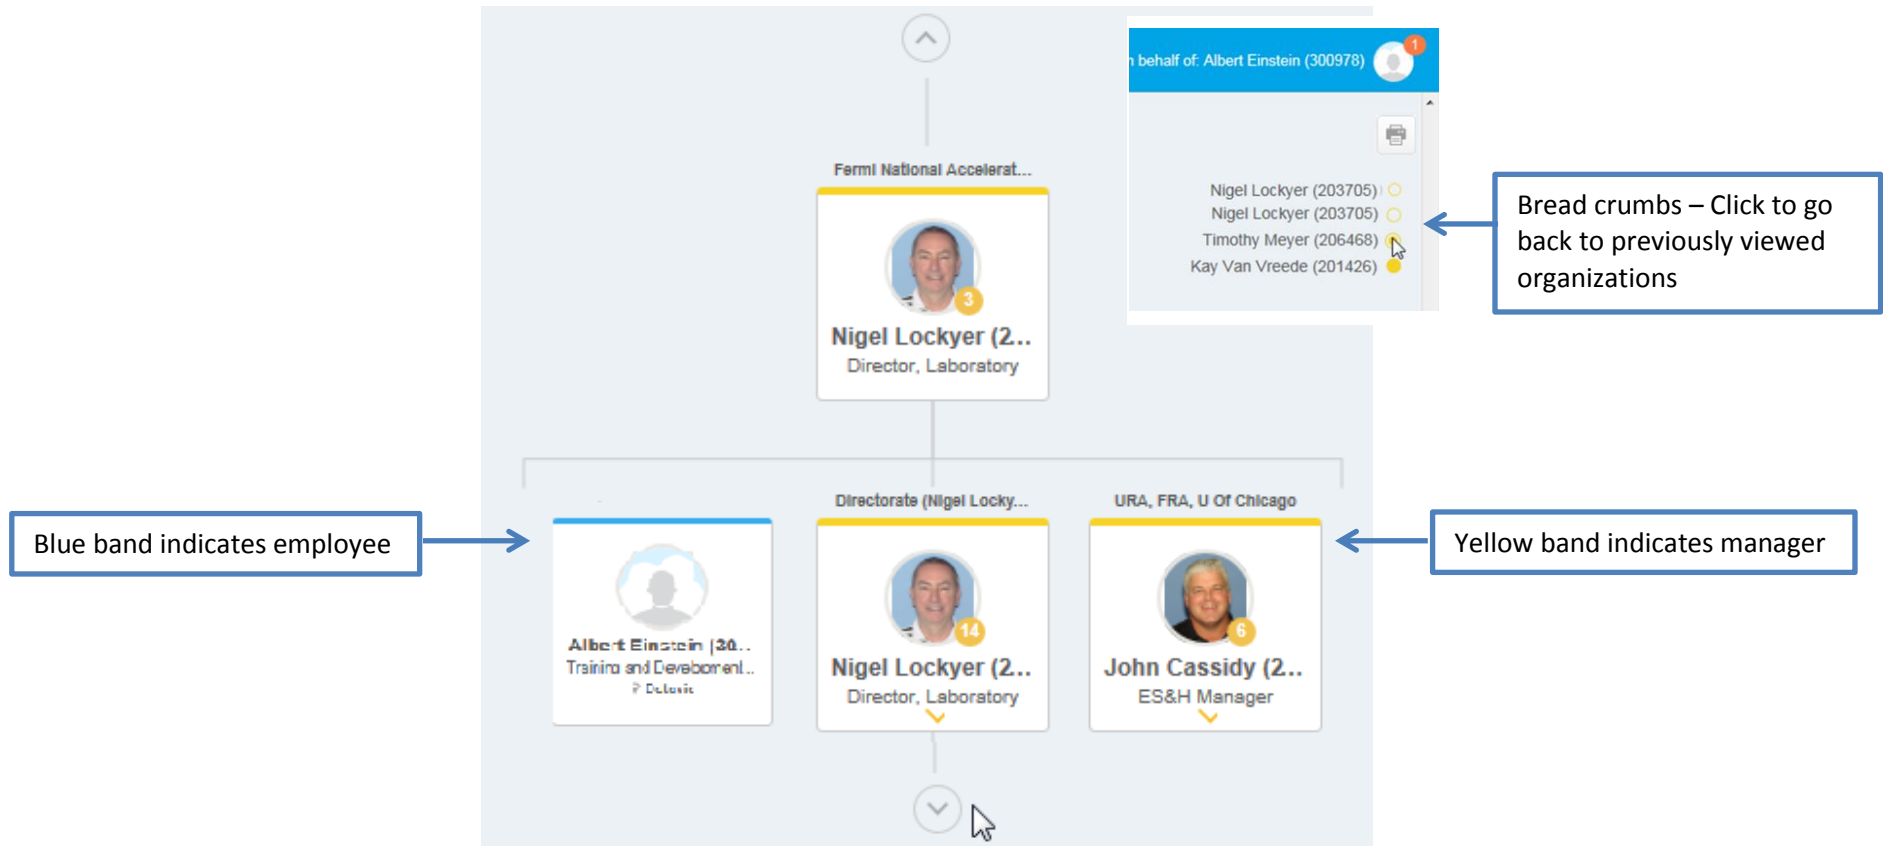 n behalf of: Albert Einstein (300978)
1
Fermi National Accelerat...
3
Nigel Lockyer (2...
Director, Laboratory
Nigel Lockyer (203705)
Nigel Lockyer (203705)
Timothy Meyer (206468)
Kay Van Vreede (201426)
Bread crumbs – Click to go
back to previously viewed
organizations
Blue band indicates employee
Albert Einstein (30...
Training and Development...
Directorate (Nigel Locky...
14
Nigel Lockyer (2...
Director, Laboratory
URA, FRA, U Of Chicago
6
John Cassidy (2...
ES&H Manager
Yellow band indicates manager